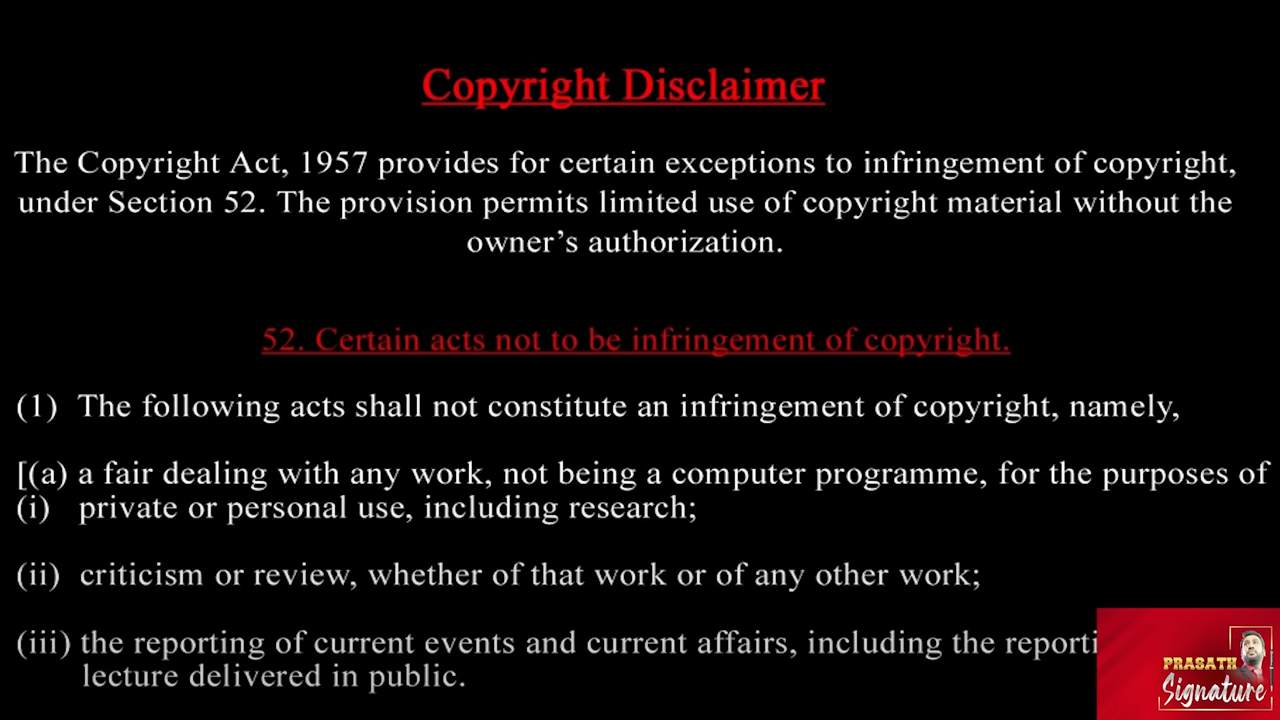 Copyright Disclaimer
The Copyright Act, 1957 provides for certain exceptions to infringement of copyright,
under Section 52. The provision permits limited use of copyright material without the
owner’s authorization.
52. Certain acts not to be infringement of copyright.
(1) The following acts shall not constitute an infringement of copyright, namely,
[(a) a fair dealing with any work, not being a computer programme, for the purposes of
(i) private or personal use, including research;
(ii) criticism or review, whether of that work or of any other work;
(iii) the reporting of current events and current affairs, including the reporti
lecture delivered in public.
PRASATH
Signature